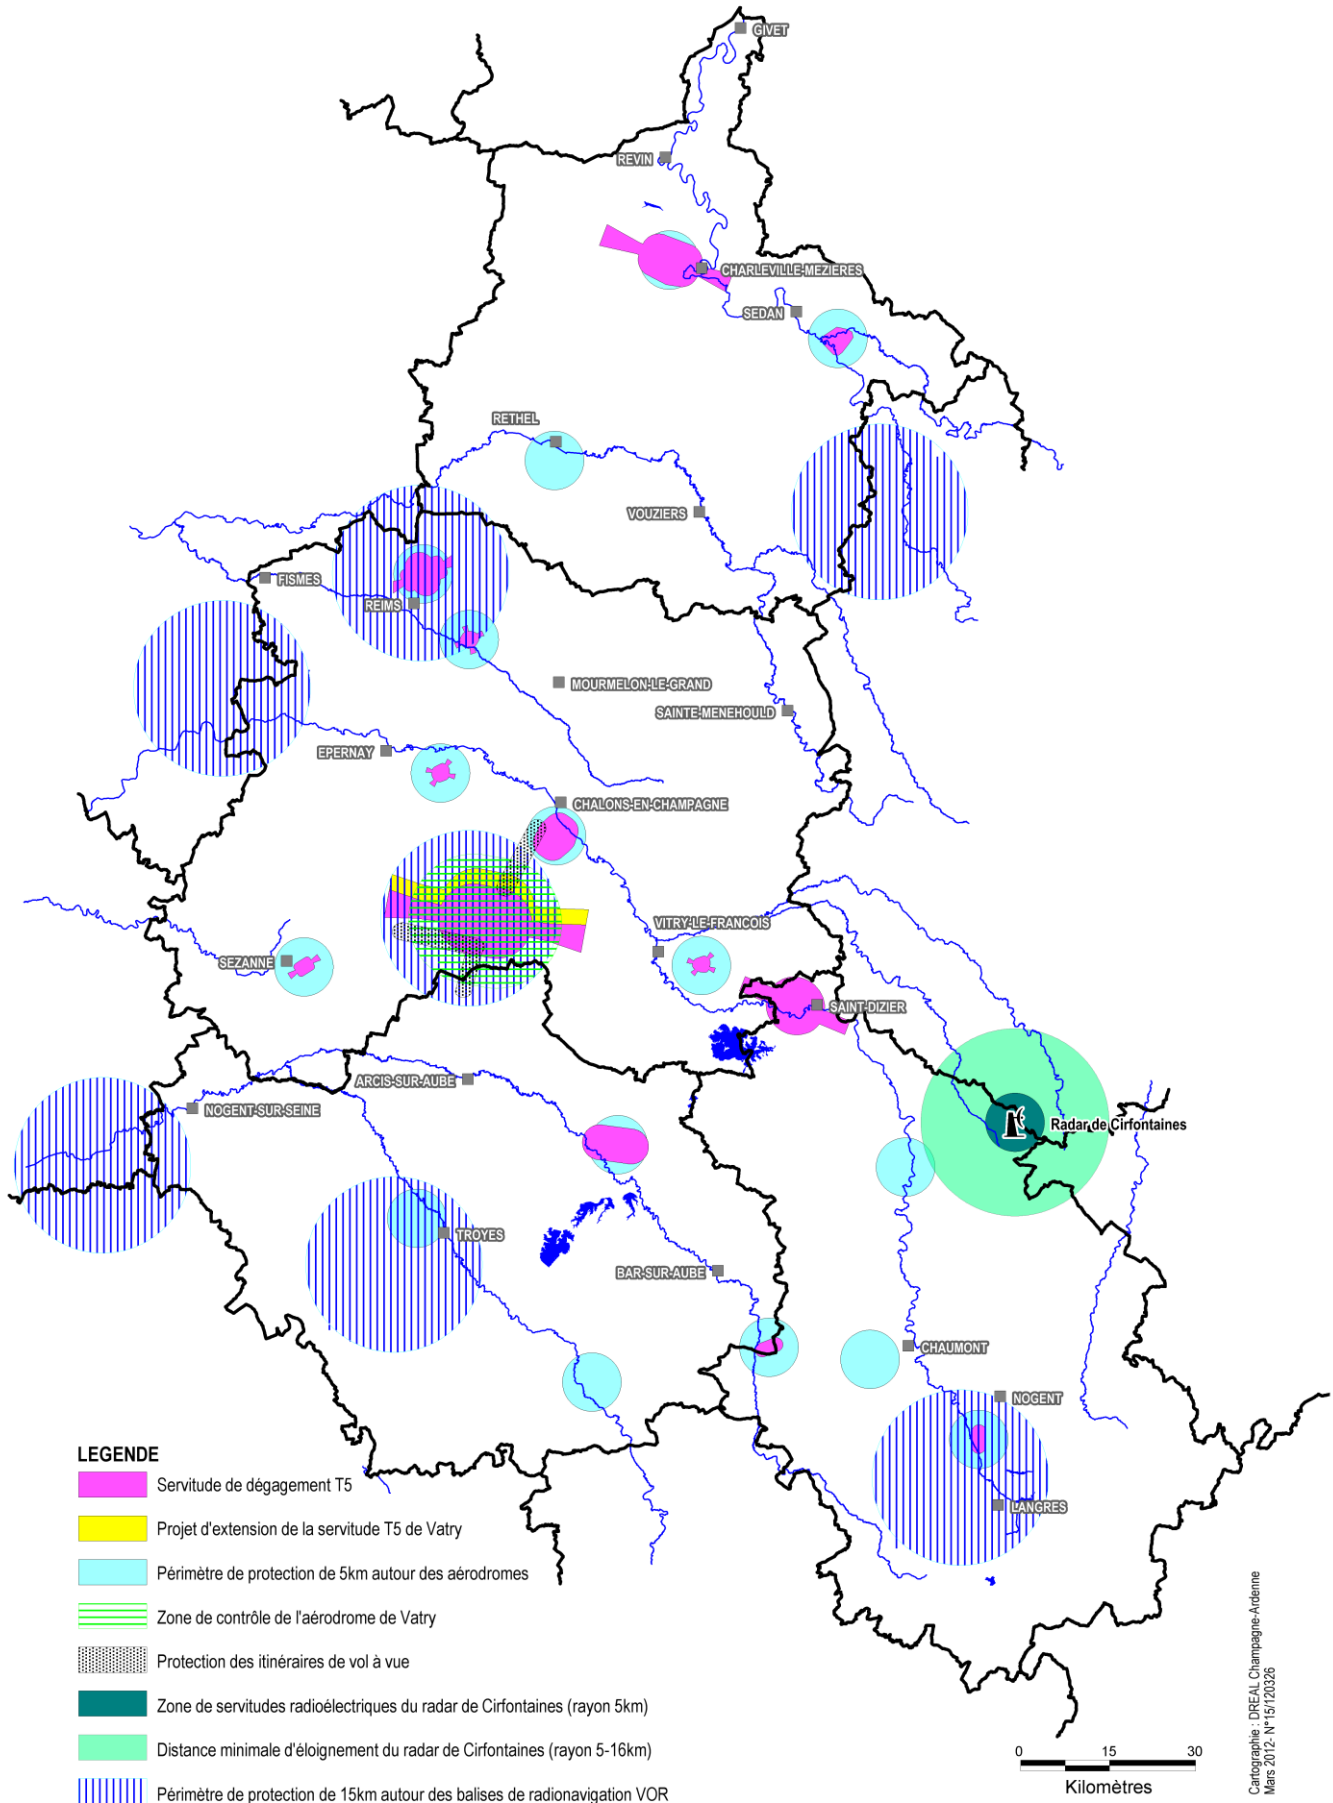 GIVET
REVIN
CHARLEVILLE-MEZIERES
SEDAN
RETHEL
VOUZIERS
FISMES
REIMS
MOURMELON-LE-GRAND
SAINTE-MENEHOULD
EPERNAY
CHALONS-EN-CHAMPAGNE
VITRY-LE-FRANCOIS
SEZANNE
SAINT-DIZIER
ARCIS-SUR-AUBE
NOGENT-SUR-SEINE
Radar de Cirfontaines
TROYES
BAR-SUR-AUBE
CHAUMONT
NOGENT
LANGRES
LEGENDE
Servitude de dégagement T5
Projet d'extension de la servitude T5 de Vatry
Périmètre de protection de 5km autour des aérodromes
Zone de contrôle de l'aérodrome de Vatry
Protection des itinéraires de vol à vue
Zone de servitudes radioélectriques du radar de Cirfontaines (rayon 5km)
Distance minimale d'éloignement du radar de Cirfontaines (rayon 5-16km)
Périmètre de protection de 15km autour des balises de radionavigation VOR
0 15 30
Kilomètres
Cartographie : DREAL Champagne-Ardenne
Mars 2012- N°15/120326